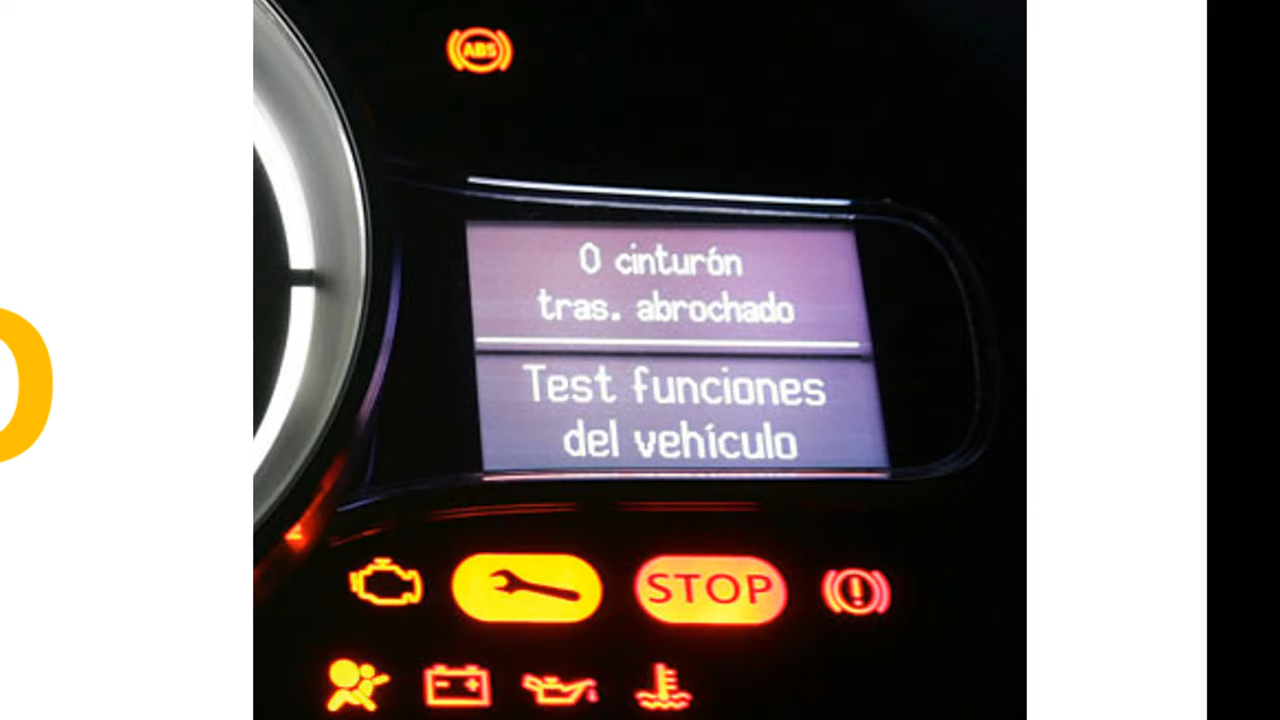 ABS
0 cinturón
tras. abrochado
Test funciones
del vehículo
STOP